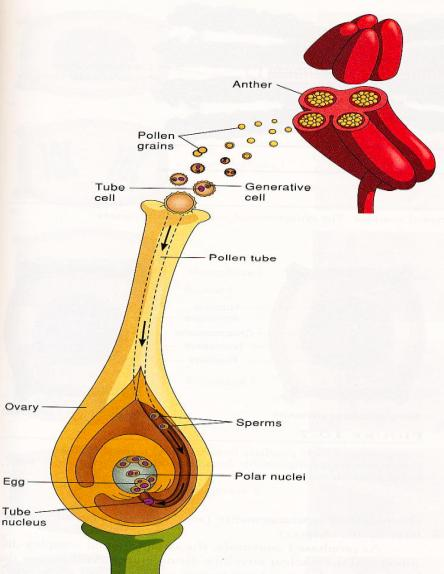 Anther
Pollen
grains
Tube
cell
Generative
cell
Pollen tube
Ovary
Sperms
Egg
Polar nuclei
Tube
nucleus